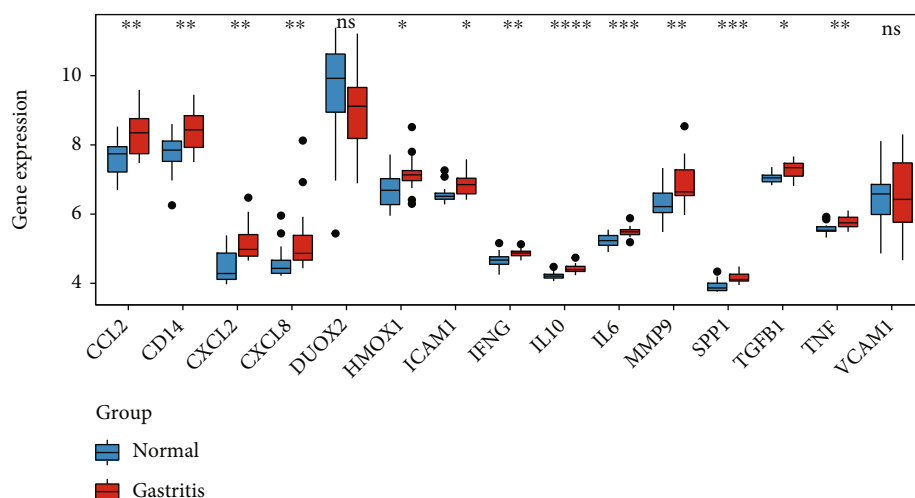 ** ** ** ** ns * * ** **** *** ** *** * ** ns
Gene expression
10
8
6
4
CCL2 CD14 CXCL2 CXCL8 DUOX2 HMOX1 ICAM1 IFNG IL10 IL6 MMP9 SPP1 TGFB1 TNF VCAM1
Group
Normal
Gastritis